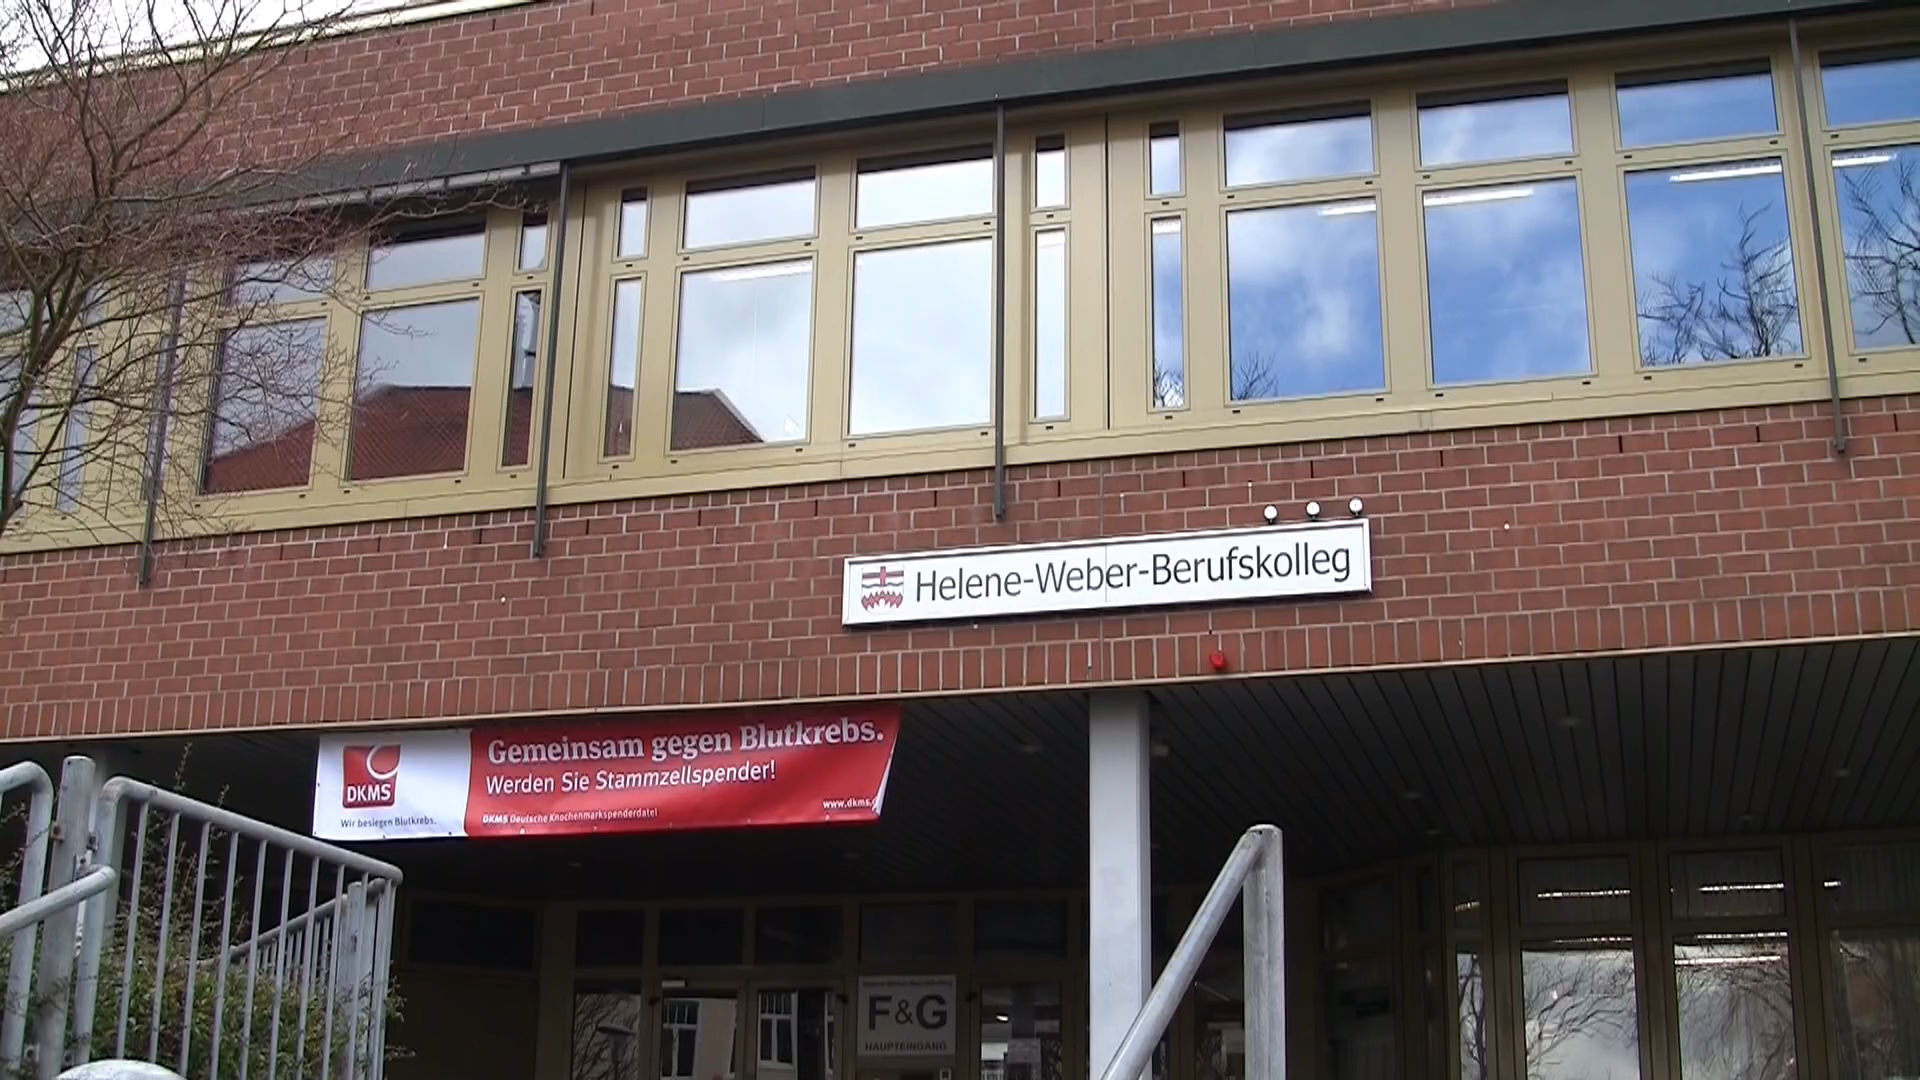 Helene-Weber-Berufskolleg
Gemeinsam gegen Blutkrebs.
Werden Sie Stammzellspender!
DKMS
Wir besiegen Blutkrebs.
DKMS Deutsche Knochenmarkspenderdatei
www.dkms.
F&G
HAUPTEINGANG